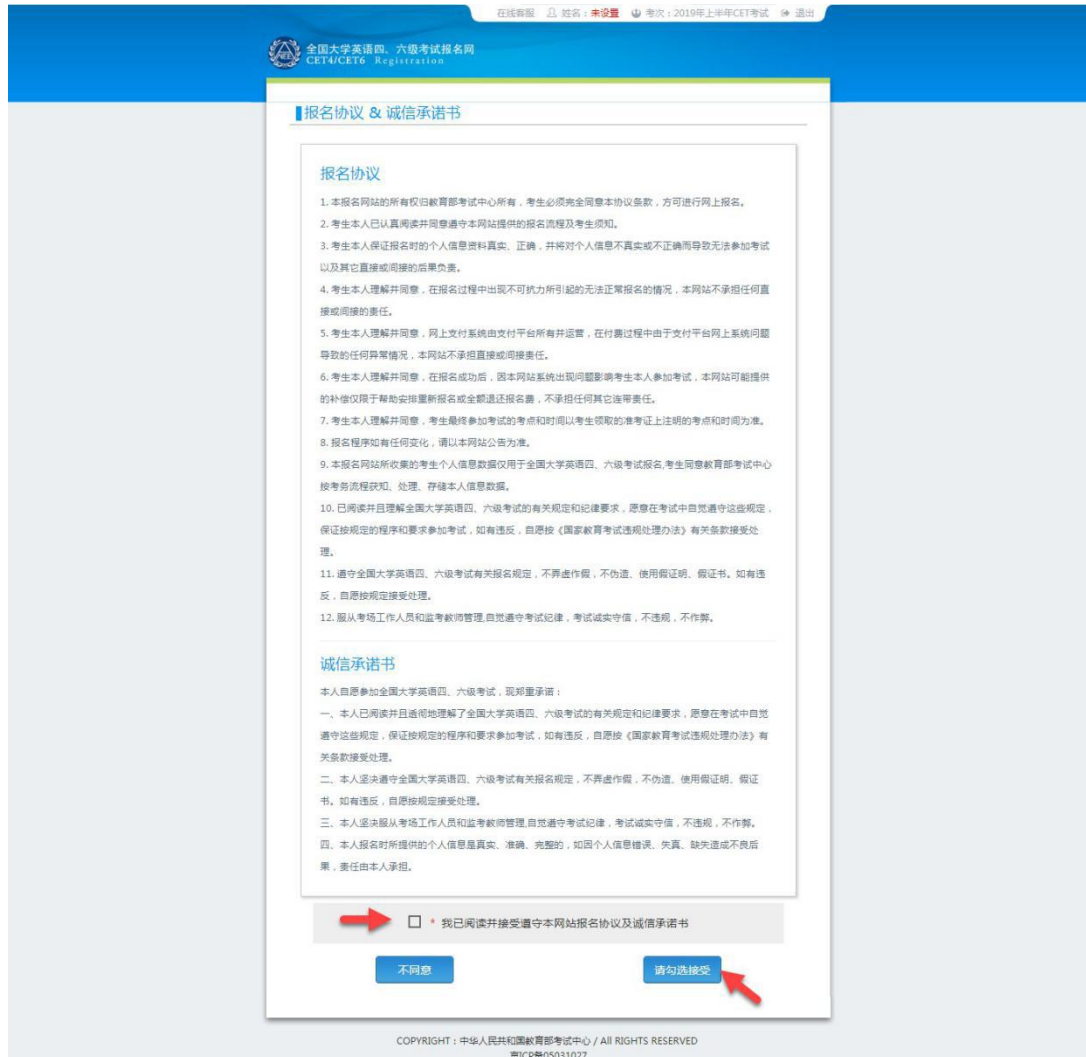 在线客服 姓名：未设置 考次：2019年上半年CET考试 退出
全国大学英语四、六级考试报名网
CET4/CET6 Registration
报名协议 & 诚信承诺书
报名协议
1. 本报名网站的所有权归教育部考试中心所有，考生必须完全同意本协议条款，方可进行网上报名。
2. 考生本人已认真阅读并同意遵守本网站提供的报名流程及考生须知。
3. 考生本人保证报名时的个人信息资料真实、正确，并将对个人信息不真实或不正确而导致无法参加考试
以及其它直接或间接的后果负责。
4. 考生本人理解并同意，在报名过程中出现不可抗力所引起的无法正常报名的情况，本网站不承担任何直
接或间接的责任。
5. 考生本人理解并同意，网上支付系统由支付平台所有并运营，在付费过程中由于支付平台网上系统问题
导致的任何异常情况，本网站不承担直接或间接责任。
6. 考生本人理解并同意，在报名成功后，因本网站系统出现问题影响考生本人参加考试，本网站可能提供
的补偿仅限于帮助安排重新报名或全额退还报名费，不承担任何其它连带责任。
7. 考生本人理解并同意，考生最终参加考试的考点和时间以考生领取的准考证上注明的考点和时间为准。
8. 报名程序如有任何变化，请以本网站公告为准。
9. 本报名网站所收集的考生个人信息数据仅用于全国大学英语四、六级考试报名,考生同意教育部考试中心
按考务流程获知、处理、存储本人信息数据。
10. 已阅读并且理解全国大学英语四、六级考试的有关规定和纪律要求，愿意在考试中自觉遵守这些规定，
保证按规定的程序和要求参加考试，如有违反，自愿按《国家教育考试违规处理办法》有关条款接受处
理。
11. 遵守全国大学英语四、六级考试有关报名规定，不弄虚作假，不伪造、使用假证明、假证书。如有违
反，自愿按规定接受处理。
12. 服从考场工作人员和监考教师管理,自觉遵守考试纪律，考试诚实守信，不违规，不作弊。
诚信承诺书
本人自愿参加全国大学英语四、六级考试，现郑重承诺：
一、本人已阅读并且透彻地理解了全国大学英语四、六级考试的有关规定和纪律要求，愿意在考试中自觉
遵守这些规定，保证按规定的程序和要求参加考试，如有违反，自愿按《国家教育考试违规处理办法》有
关条款接受处理。
二、本人坚决遵守全国大学英语四、六级考试有关报名规定，不弄虚作假，不伪造、使用假证明、假证
书。如有违反，自愿按规定接受处理。
三、本人坚决服从考场工作人员和监考教师管理,自觉遵守考试纪律，考试诚实守信，不违规，不作弊。
四、本人报名时所提供的个人信息是真实、准确、完整的，如因个人信息错误、失真、缺失造成不良后
果，责任由本人承担。
* 我已阅读并接受遵守本网站报名协议及诚信承诺书
不同意 请勾选接受
COPYRIGHT：中华人民共和国教育部考试中心 / All RIGHTS RESERVED
京ICP备05031027